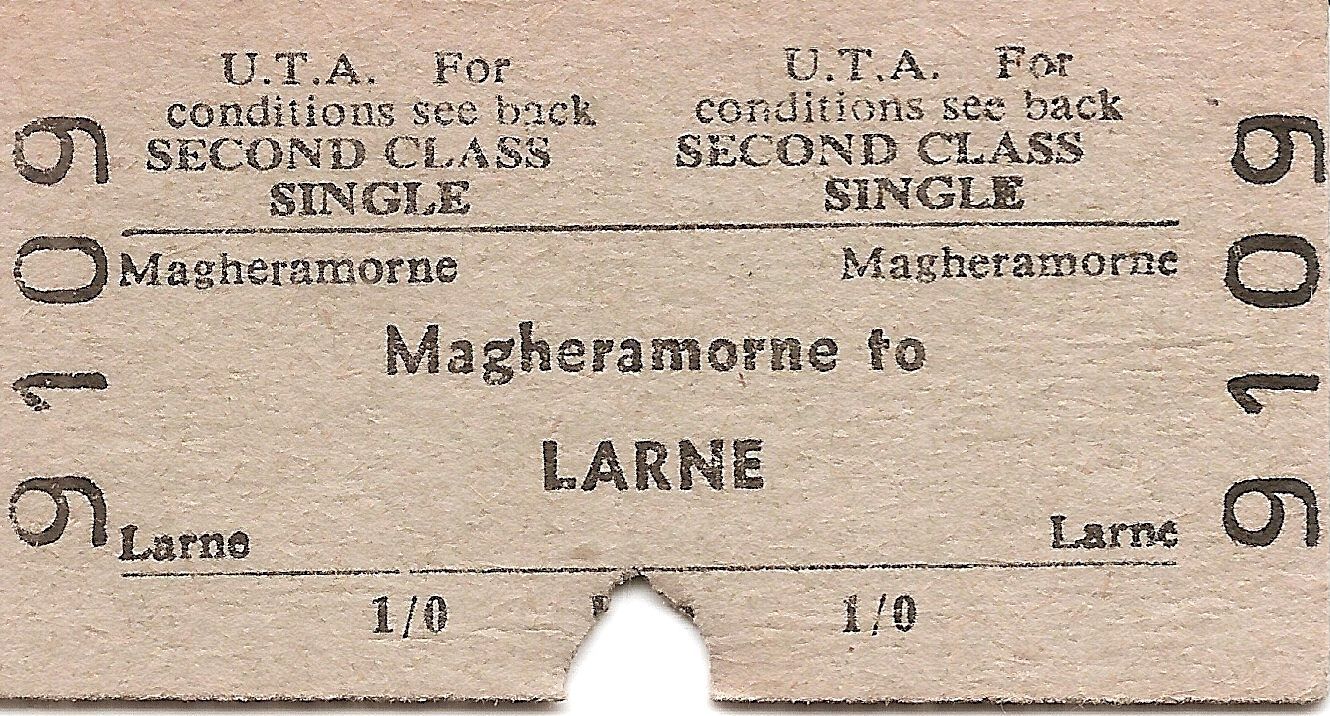 U.T.A. For U.T.A. For
conditions see back conditions see back
SECOND CLASS SECOND CLASS
SINGLE SINGLE
Magheramorne Magheramorne
Magheramorne to
LARNE
Larne Larne
1/0 1/0
9109
9109